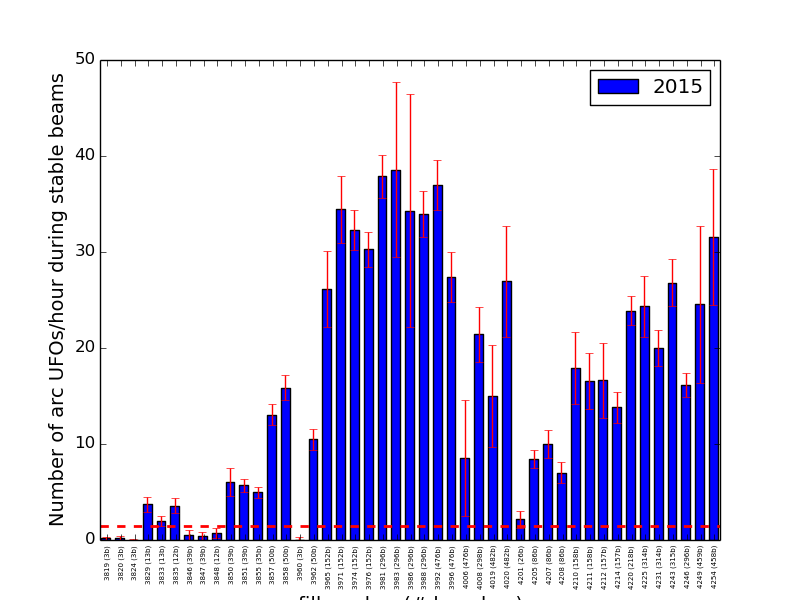 2015
Number of arc UFOs/hour during stable beams
50
40
30
20
10
0
3819 (3b)
3820 (3b)
3824 (3b)
3829 (13b)
3833 (13b)
3835 (12b)
3846 (39b)
3847 (39b)
3848 (12b)
3850 (39b)
3851 (39b)
3855 (35b)
3857 (50b)
3858 (50b)
3960 (3b)
3962 (50b)
3965 (152b)
3971 (152b)
3974 (152b)
3976 (152b)
3981 (296b)
3983 (296b)
3986 (296b)
3988 (296b)
3992 (476b)
3996 (476b)
4006 (476b)
4008 (298b)
4019 (482b)
4020 (482b)
4201 (26b)
4205 (86b)
4207 (86b)
4208 (86b)
4210 (158b)
4211 (158b)
4212 (157b)
4214 (157b)
4220 (218b)
4225 (314b)
4231 (314b)
4243 (315b)
4246 (296b)
4249 (459b)
4254 (458b)